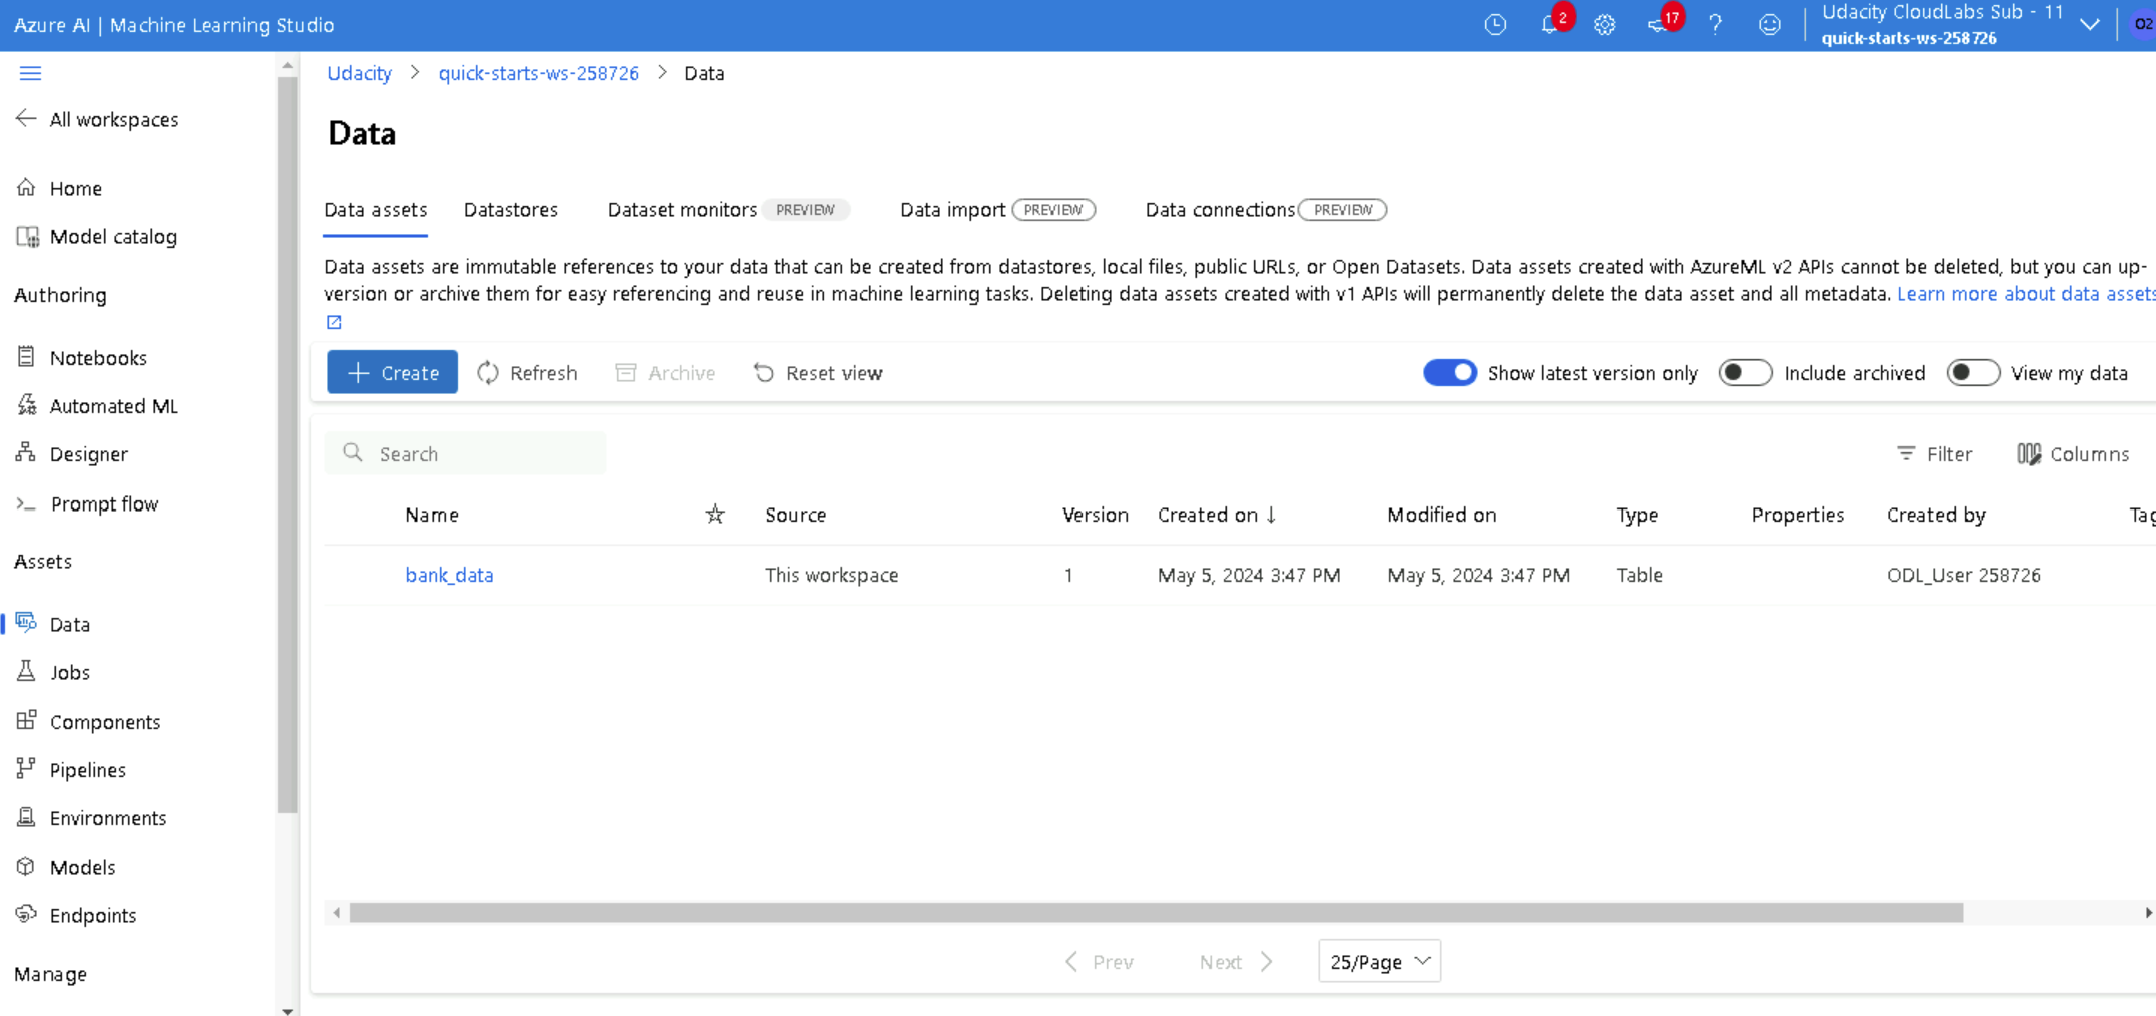 Azure AI | Machine Learning Studio
2
17
Udacity CloudLabs Sub - 11
quick-starts-ws-258726
O2
All workspaces
Home
Model catalog
Authoring
Notebooks
Automated ML
Designer
Prompt flow
Assets
Data
Jobs
Components
Pipelines
Environments
Models
Endpoints
Manage
Udacity > quick-starts-ws-258726 > Data
Data
Data assets Datastores Dataset monitors PREVIEW Data import PREVIEW Data connections PREVIEW
Data assets are immutable references to your data that can be created from datastores, local files, public URLs, or Open Datasets. Data assets created with AzureML v2 APIs cannot be deleted, but you can up-
version or archive them for easy referencing and reuse in machine learning tasks. Deleting data assets created with v1 APIs will permanently delete the data asset and all metadata. Learn more about data assets
Create Refresh Archive Reset view Show latest version only Include archived View my data
Search Filter Columns
Name Source Version Created on ↓ Modified on Type Properties Created by Tag
bank_data This workspace 1 May 5, 2024 3:47 PM May 5, 2024 3:47 PM Table ODL_User 258726
Prev Next 25/Page